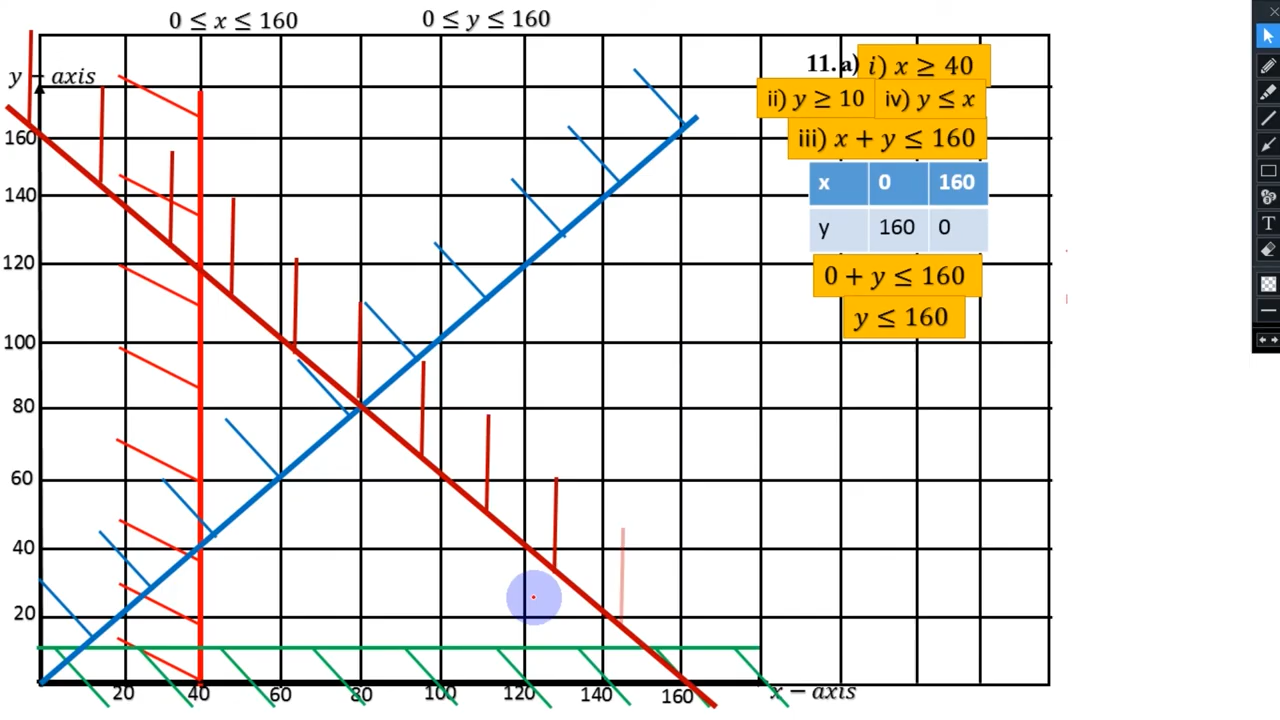 0 ≤ x ≤ 160
0 ≤ y ≤ 160
y − axis
160
140
120
100
80
60
40
20
20 40 60 80 100 120 140 160
x − axis
11. a) i) x ≥ 40
ii) y ≥ 10 iv) y ≤ x
iii) x + y ≤ 160
x 0 160
y 160 0
0 + y ≤ 160
y ≤ 160
T